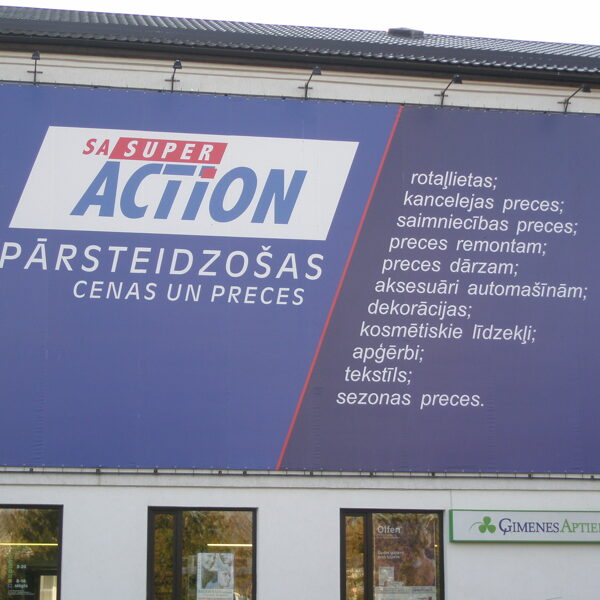 SA SUPER
ACTION
PĀRSTEIDZOŠAS
CENAS UN PRECES
rotaļlietas;
kancelejas preces;
saimniecības preces;
preces remontam;
preces dārzam;
aksesuāri automašīnām;
dekorācijas;
kosmētiskie līdzekļi;
apģērbi;
tekstīls;
sezonas preces.
ĢIMENES APTIE
Olfen